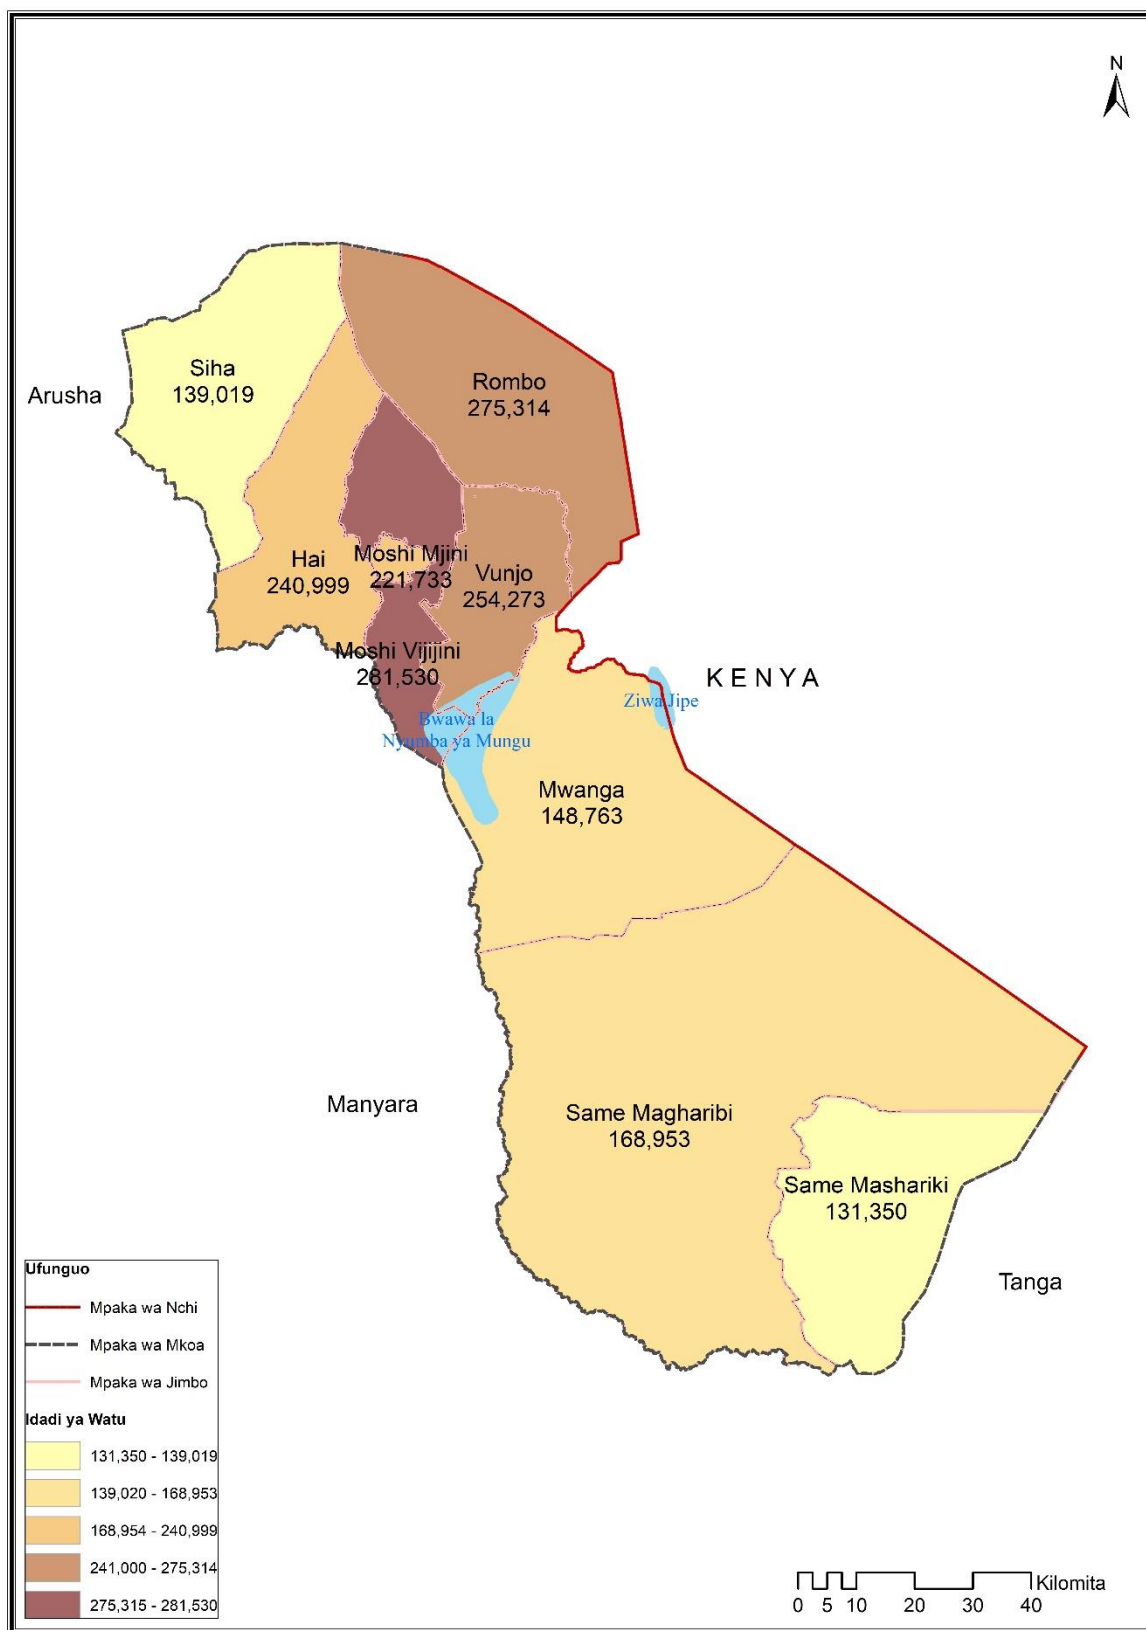 N
Siha
139,019
Arusha
Rombo
275,314
Hai
240,999
Moshi Mjini
221,733
Vunjo
254,273
Moshi Vijijini
281,530
KENYA
Ziwa Jipe
Bwawa la
Nyumba ya Mungu
Mwanga
148,763
Manyara
Same Magharibi
168,953
Same Mashariki
131,350
Tanga
Ufunguo
Mpaka wa Nchi
Mpaka wa Mkoa
Mpaka wa Jimbo
Idadi ya Watu
131,350 - 139,019
139,020 - 168,953
168,954 - 240,999
241,000 - 275,314
275,315 - 281,530
Kilomita
0 5 10 20 30 40